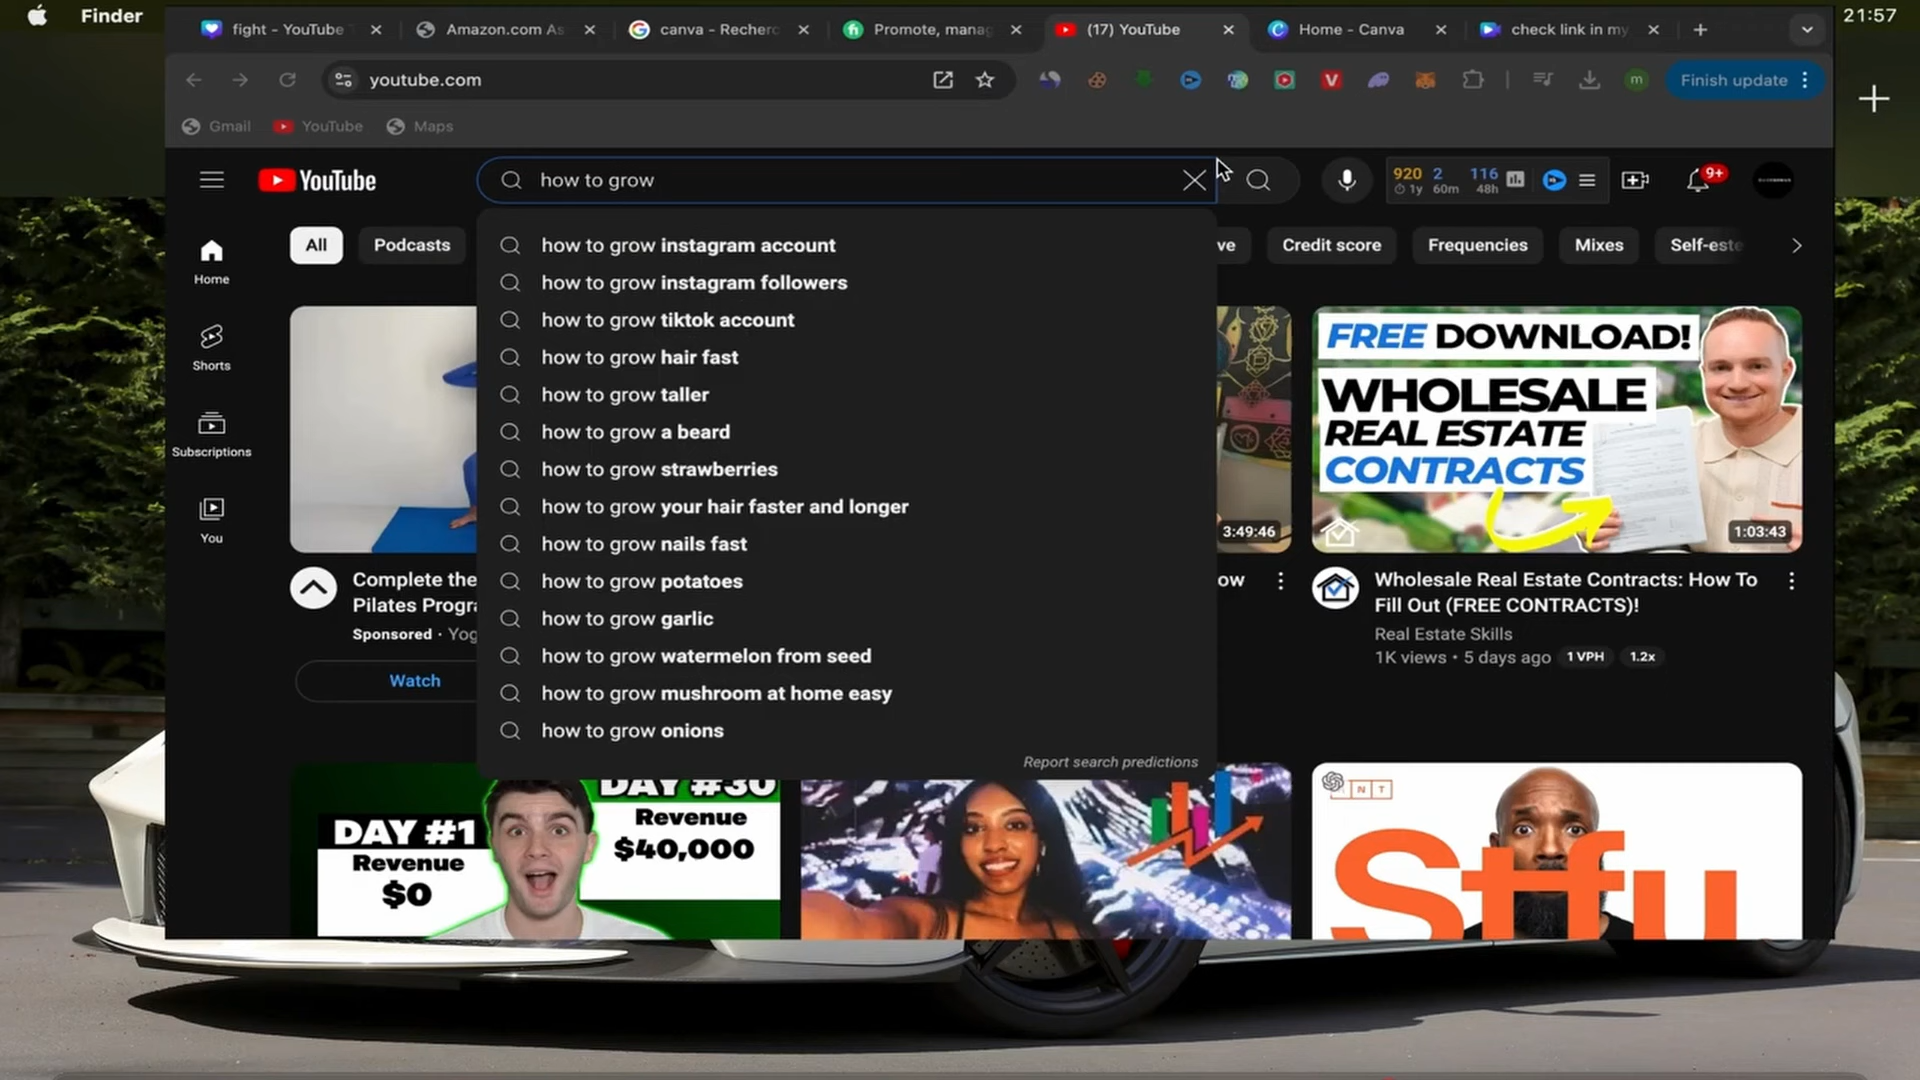 Finder
21:57
fight - YouTube
Amazon.com As
canva - Recherc
Promote, manag
(17) YouTube
Home - Canva
check link in my
youtube.com
m
Finish update
Gmail
YouTube
Maps
YouTube
how to grow
920 2 116
1y 60m 48h
9+
Home
Shorts
Subscriptions
You
All
Podcasts
ve
Credit score
Frequencies
Mixes
Self-este
how to grow instagram account
how to grow instagram followers
how to grow tiktok account
how to grow hair fast
how to grow taller
how to grow a beard
how to grow strawberries
how to grow your hair faster and longer
how to grow nails fast
how to grow potatoes
how to grow garlic
how to grow watermelon from seed
how to grow mushroom at home easy
how to grow onions
Report search predictions
Complete the
Pilates Progra
Sponsored · Yog
Watch
3:49:46
ow
FREE DOWNLOAD!
WHOLESALE
REAL ESTATE
CONTRACTS
1:03:43
Wholesale Real Estate Contracts: How To
Fill Out (FREE CONTRACTS)!
Real Estate Skills
1K views • 5 days ago 1 VPH 1.2x
DAY #1
Revenue
$0
DAY #30
Revenue
$40,000
N T
Stfu